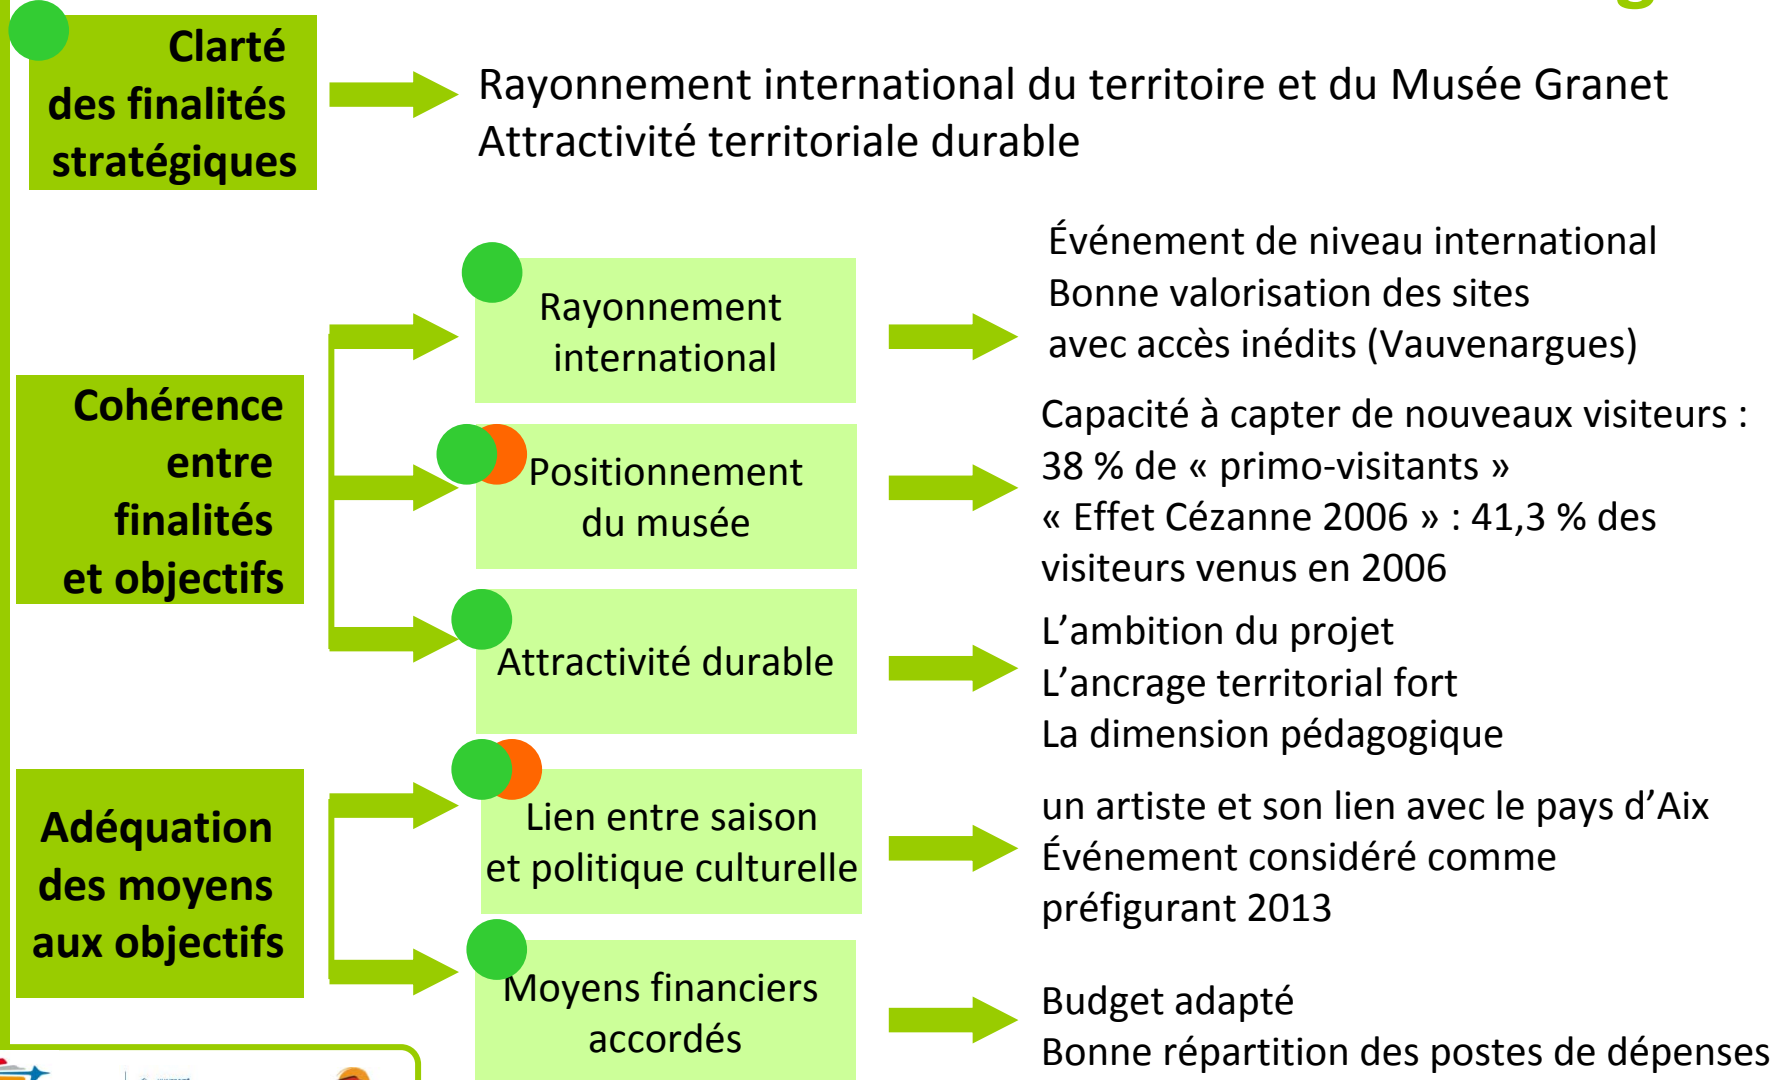 Clarté
des finalités
stratégiques
Rayonnement international du territoire et du Musée Granet
Attractivité territoriale durable
Cohérence
entre
finalités
et objectifs
Rayonnement
international
Événement de niveau international
Bonne valorisation des sites
avec accès inédits (Vauvenargues)
Positionnement
du musée
Capacité à capter de nouveaux visiteurs :
38 % de « primo-visitants »
« Effet Cézanne 2006 » : 41,3 % des
visiteurs venus en 2006
Attractivité durable
L’ambition du projet
L’ancrage territorial fort
La dimension pédagogique
Adéquation
des moyens
aux objectifs
Lien entre saison
et politique culturelle
un artiste et son lien avec le pays d’Aix
Événement considéré comme
préfigurant 2013
Moyens financiers
accordés
Budget adapté
Bonne répartition des postes de dépenses